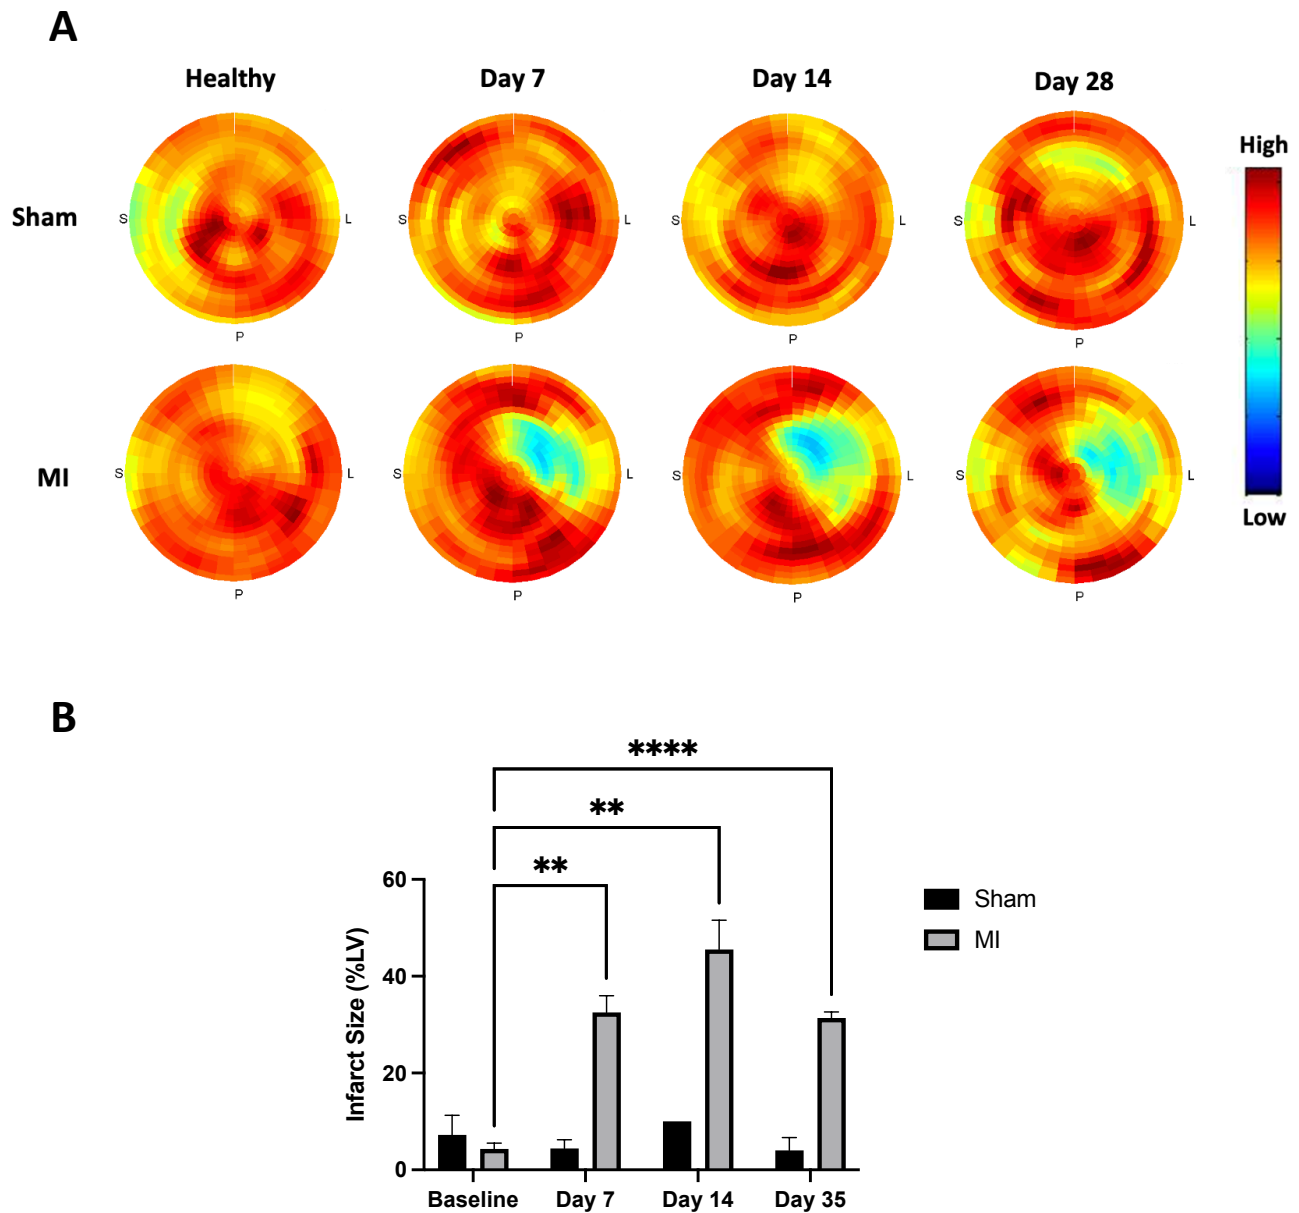 A
Healthy
Day 7
Day 14
Day 28
High
Sham
S
L
S
L
S
L
S
L
P
P
P
P
MI
S
L
S
L
S
L
S
L
Low
P
P
P
P
B
****
**
**
60
40
20
0
Infarct Size (%LV)
Baseline
Day 7
Day 14
Day 35
Sham
MI